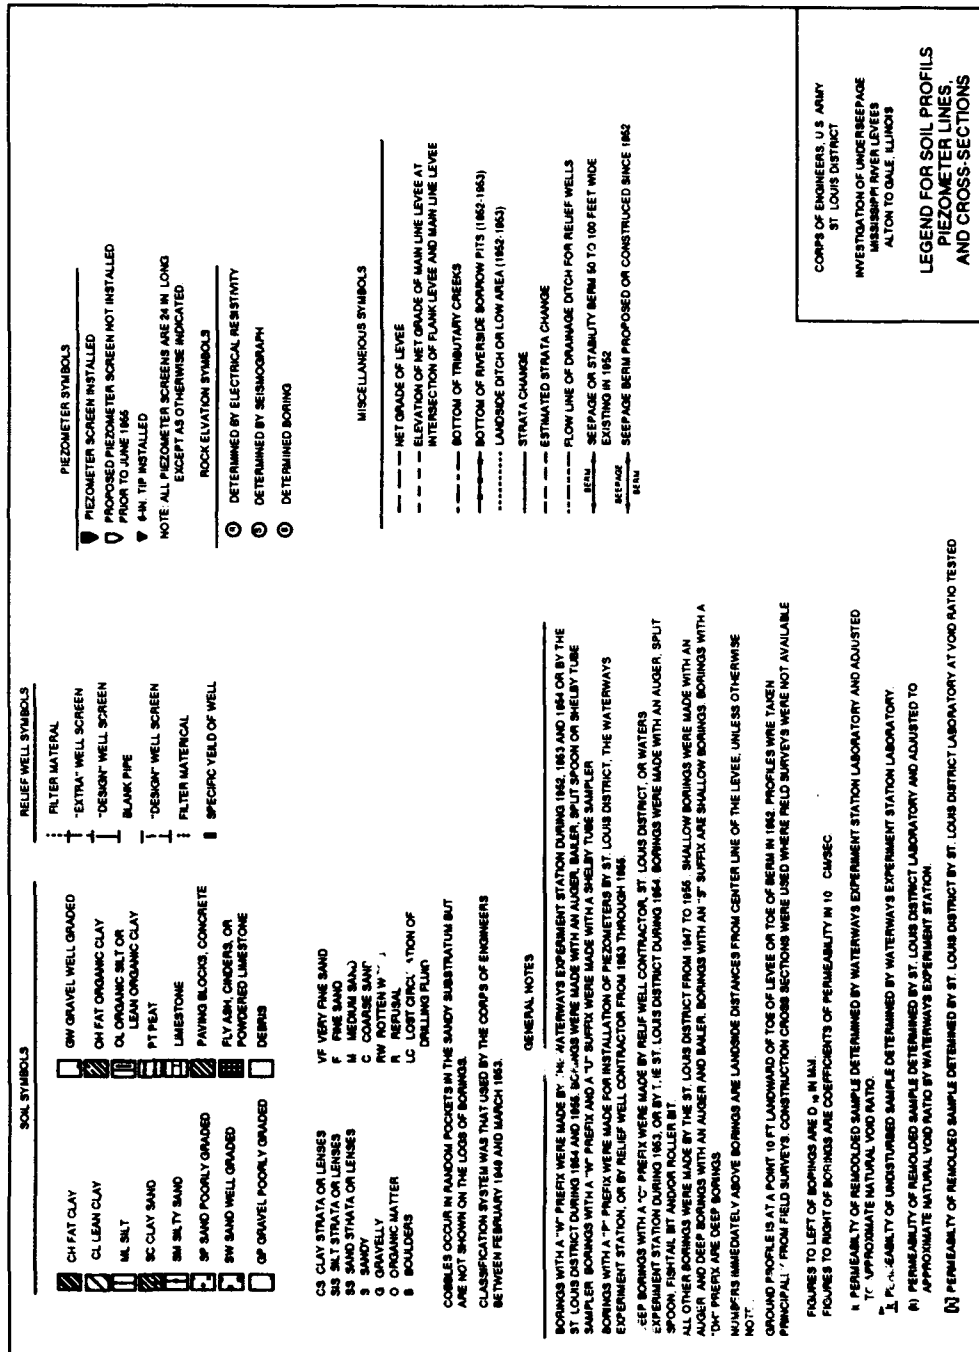 SOIL SYMBOLS
CH FAT CLAY
CL LEAN CLAY
ML SILT
SC CLAY SAND
SM SILTY SAND
SP SAND POORLY GRADED
SW SAND WELL GRADED
GP GRAVEL POORLY GRADED
GW GRAVEL WELL GRADED
OH FAT ORGANIC CLAY
OL ORGANIC SILT OR
LEAN ORGANIC CLAY
PT PEAT
LIMESTONE
PAVING BLOCKS, CONCRETE
FLY ASH, CINDERS, OR
POWDERED LIMESTONE
DEBRIS
CS CLAY STRATA OR LENSES
SIS SILT STRATA OR LENSES
SS SAND STRATA OR LENSES
S SANDY
G GRAVELLY
O ORGANIC MATTER
B BOULDERS
VF VERY FINE SAND
F FINE SAND
M MEDIUM SAND
C COARSE SAND
RW ROTTEN
R REFUSAL
LC LOST OF
DRILLING FLUID
COBBLES OCCUR IN RANDOM POCKETS IN THE SANDY SUBSTRATUM BUT
ARE NOT SHOWN ON THE LOGS OF BORINGS.
CLASSIFICATION SYSTEM WAS THAT USED BY THE CORPS OF ENGINEERS
BETWEEN FEBRUARY 1949 AND MARCH 1953.
RELIEF WELL SYMBOLS
FILTER MATERAL
"EXTRA" WELL SCREEN
"DESIGN" WELL SCREEN
BLANK PIPE
"DESIGN" WELL SCREEN
FILTER MATERICAL
SPECIFC YEILD OF WELL
PIEZOMETER SYMBOLS
PIEZOMETER SCREEN INSTALLED
PROPOSED PIEZOMETER SCREEN NOT INSTALLED
PRIOR TO JUNE 1955
6-IN. TIP INSTALLED
NOTE: ALL PIEZOMETER SCREENS ARE 24 IN LONG
EXCEPT AS OTHERWISE INDICATED
ROCK ELVATION SYMBOLS
DETERMINED BY ELECTRICAL RESISTIVITY
DETERMINED BY SEISMOGRAPH
DETERMINED BORING
MISCELLANEIOUS SYMBOLS
NET GRADE OF LEVEE
ELEVATION OF NET GRADE OF MAIN LINE LEVEE AT
INTERSECTION OF FLANK LEVEE AND MAIN LINE LEVEE
BOTTOM OF TRIBUTARY CREEKS
BOTTOM OF RIVERSIDE BORROW PITS (1952-1953)
LANDSIDE DITCH OR LOW AREA (1952-1953)
STRATA CHANGE
ESTIMATED STRATA CHANGE
FLOW LINE OF DRAINAGE DITCH FOR RELIEF WELLS
BERM SEEPAGE OR STABILITY BERM 50 TO 100 FEET WIDE
EXISTING IN 1952
SEEPAGE BERM SEEPAGE BERM PROPOSED OR CONSTRUCED SINCE 1952
GENERAL NOTES
BORINGS WITH A "W" PREFIX WERE MADE BY THE WATERWAYS EXPERIMENT STATION DURING 1952, 1953 AND 1954 OR BY THE
ST LOUIS DISTRICT DURING 1954 AND 1955. BORINGS WERE MADE WITH AN AUGER, BAILER, SPLIT SPOON OR SHELBY TUBE
SAMPLER BORINGS WITH A "W" PREFIX AND A "U" SUFFIX WERE MADE WITH A SHELBY TUBE SAMPLER
BORINGS WITH A "P" PREFIX WERE MADE FOR INSTALLATION OF PIEZOMETERS BY ST. LOUIS DISTRICT, THE WATERWAYS
EXPERIMENT STATION, OR BY RELIEF WELL CONTRACTOR FROM 1953 THROUGH 1955.
EEP BORINGS WITH A "C" PREFIX WERE MADE BY RELIF WELL CONTRACTOR, ST. LOUIS DISTRICT, OR WATERS
EXPERIMENT STATION DURING 1953, OR BY THE ST. LOUIS DISTRICT DURING 1954. BORINGS WERE MADE WITH AN AUGER, SPLIT
SPOON, FISHTAIL BIT AND/OR ROLLER BIT
ALL OTHER BORINGS WERE MADE BY THE ST. LOUIS DISTRICT FROM 1947 TO 1955. SHALLOW BORINGS WERE MADE WITH AN
AUGER AND DEEP BORINGS WITH AN AUGER AND BAILER. BORINGS WITH AN "S" SUFFIX ARE SHALLOW BORINGS. BORINGS WITH A
"DH" PREFIX ARE DEEP BORINGS
NUMBERS IMMEDIATELY ABOVE BORINGS ARE LANDSIDE DISTANCES FROM CENTER LINE OF THE LEVEE, UNLESS OTHERWISE
NOT
GROUND PROFILE IS AT A POINT 10 FT LANDWARD OF TOE OF LEVEE OR TOE OF BERM IN 1952. PROFILES WRE TAKEN
PRINCIPALL FROM FIELD SURVEYS. CONSTRUCTION CROSS SECTIONS WERE USED WHERE FIELD SURVEYS WERE NOT AVAILABLE
FIGURES TO LEFT OF BOPINGS ARE D10 IN MM
FIGURES TO RIGHT OF BORINGS ARE COEFFICIENTS OF PERMEABILITY IN 10 CM/SEC
k PERMEABILTY OF REMOOLDED SAMPLE DETERMINED BY WATERWAYS EXPERIMENT STATION LABORATORY AND ADJUSTED
TO APPROXIMATE NATURAL VOID RATIO.
OF UNDISTURBED SAMPLE DETERMINED BY WATERWAYS EXPERIMENT STATION LABORATORY.
(k) PERMEABILITY OF REMOLDED SAMPLE DETERMINED BY ST. LOUIS DISTRICT LABORATORY AND ADJUSTED TO
APPROXIMATE NATURAL VOID RATIO BY WATERWAYS EXPERIMENT STATION.
[k] PERMEABILTY OF REMOLDED SAMPLE DETEMINED BY ST. LOUIS DISTRICT BY ST. LOUIS DISTRICT LABORATORY AT VOID RATIO TESTED
CORPS OF ENGINEERS, U S ARMY
ST LOUIS DISTRICT
INVESTIGATION OF UNDERSEEPAGE
MISSISSIPPI RIVER LEVEES
ALTON TO GALE, ILLINOIS
LEGEND FOR SOIL PROFILS
PIEZOMETER LINES,
AND CROSS-SECTIONS